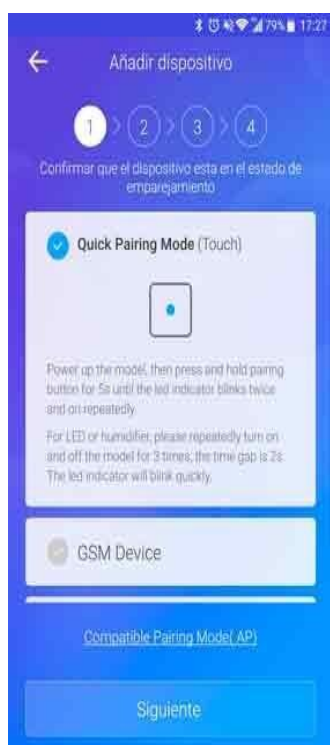 79% 17:27
Añadir dispositivo
1 > 2 > 3 > 4
Confirmar que el dispositivo esta en el estado de
emparejamiento
Quick Pairing Mode (Touch)
Power up the model, then press and hold pairing
button for 5s until the led indicator blinks twice
and on repeatedly.
For LED or humidifier, please repeatedly turn on
and off the model for 3 times, the time gap is 2s.
The led indicator will blink quickly.
GSM Device
Compatible Pairing Mode( AP)
Siguiente